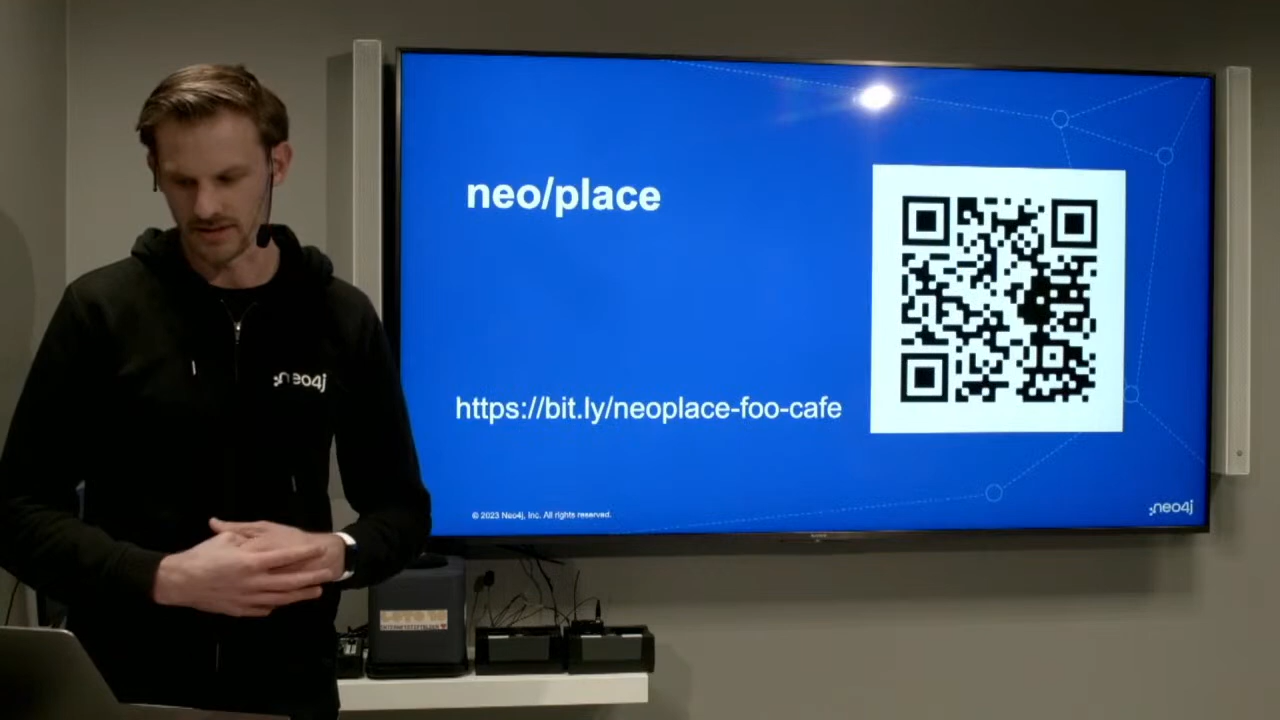 neo/place
https://bit.ly/neoplace-foo-cafe
© 2023 Neo4j, Inc. All rights reserved.
:neo4j
:neo4j